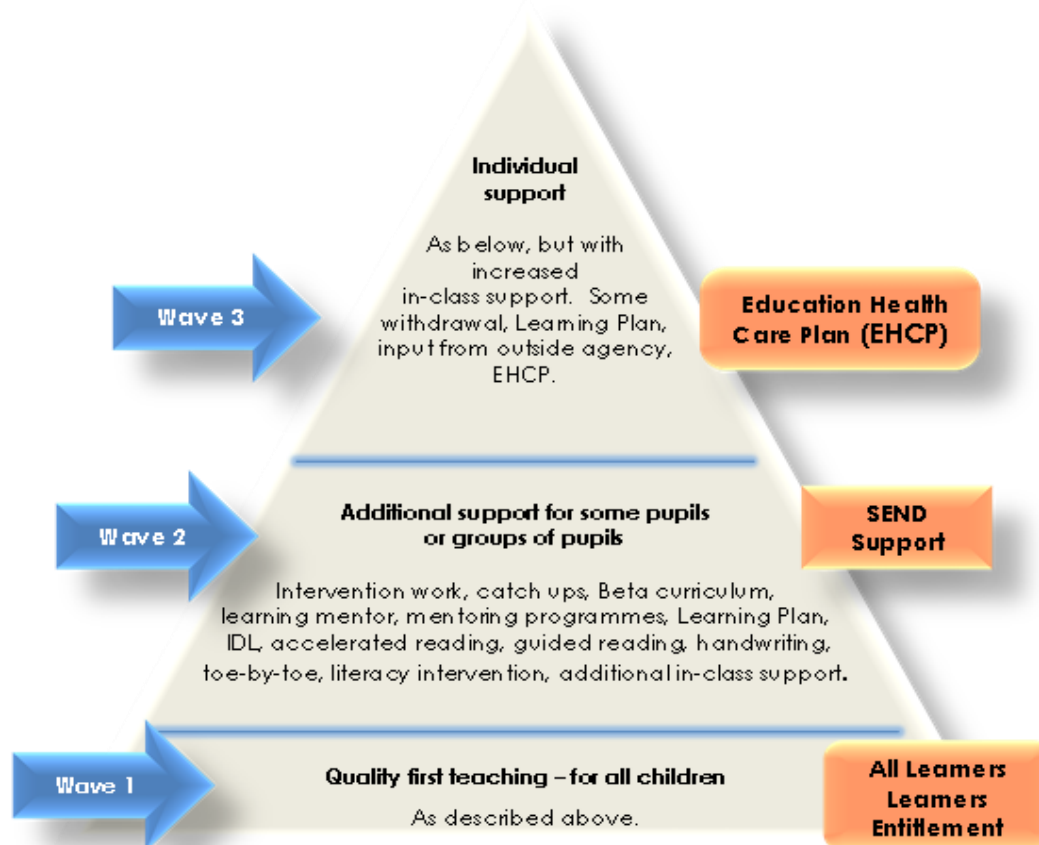 Individual
support
As below, but with
increased
in-class support. Some
withdrawal, Learning Plan,
input from outside agency,
EHCP.
Wave 3
Education Health
Care Plan (EHCP)
Additional support for some pupils
or groups of pupils
Intervention work, catch ups, Beta curriculum,
learning mentor, mentoring programmes, Learning Plan,
IDL, accelerated reading, guided reading, handwriting,
toe-by-toe, literacy intervention, additional in-class support.
Wave 2
SEND
Support
Wave 1
Quality first teaching – for all children
As described above.
All Learners
Learners
Entitlement